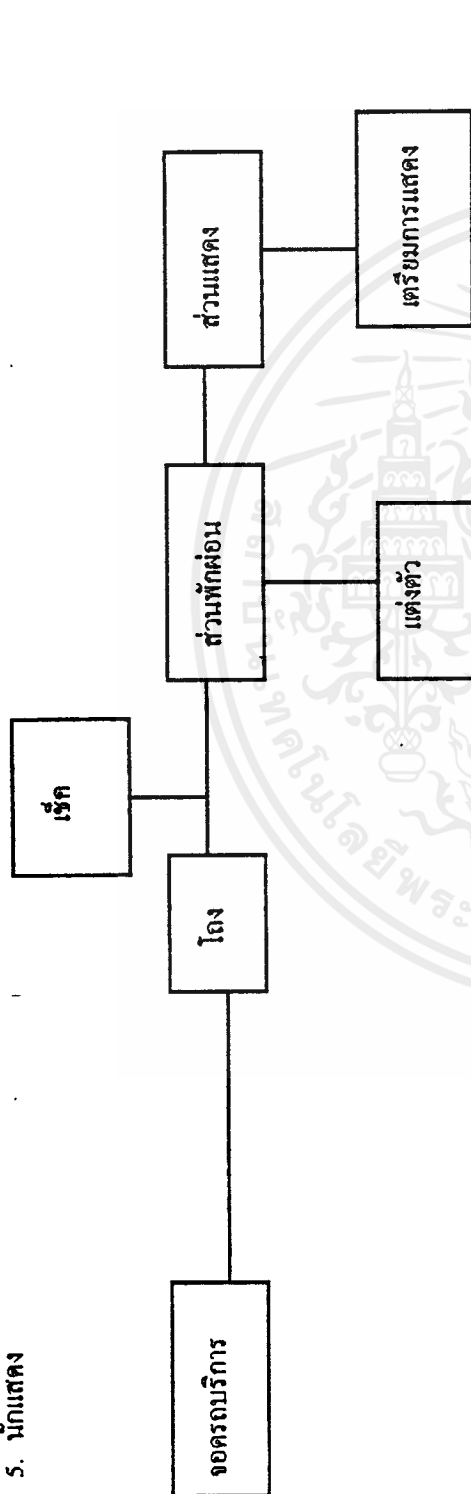 5. นักแสดง
จอดรถบริการ
โถง
เช็ค
ส่วนพักผ่อน
แต่งตัว
ส่วนแสดง
เตรียมการแสดง